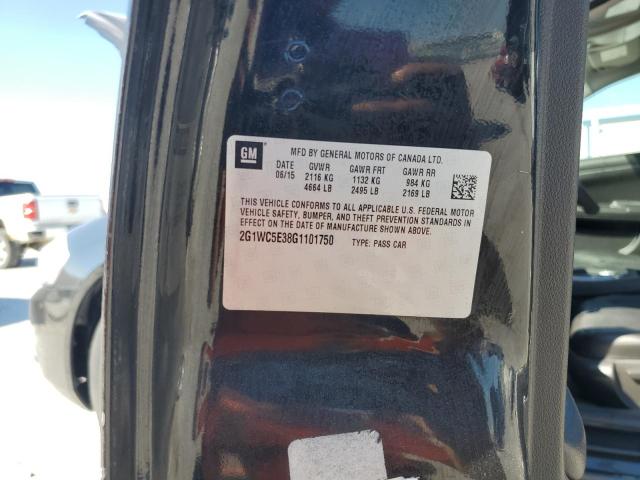 GM
MFD BY GENERAL MOTORS OF CANADA LTD.
DATE GVWR GAWR FRT GAWR RR
06/15 2116 KG 1132 KG 984 KG
4664 LB 2495 LB 2169 LB
THIS VEHICLE CONFORMS TO ALL APPLICABLE U.S. FEDERAL MOTOR
VEHICLE SAFETY, BUMPER, AND THEFT PREVENTION STANDARDS IN
EFFECT ON THE DATE OF MANUFACTURE SHOWN ABOVE.
2G1WC5E38G1101750 TYPE: PASS CAR